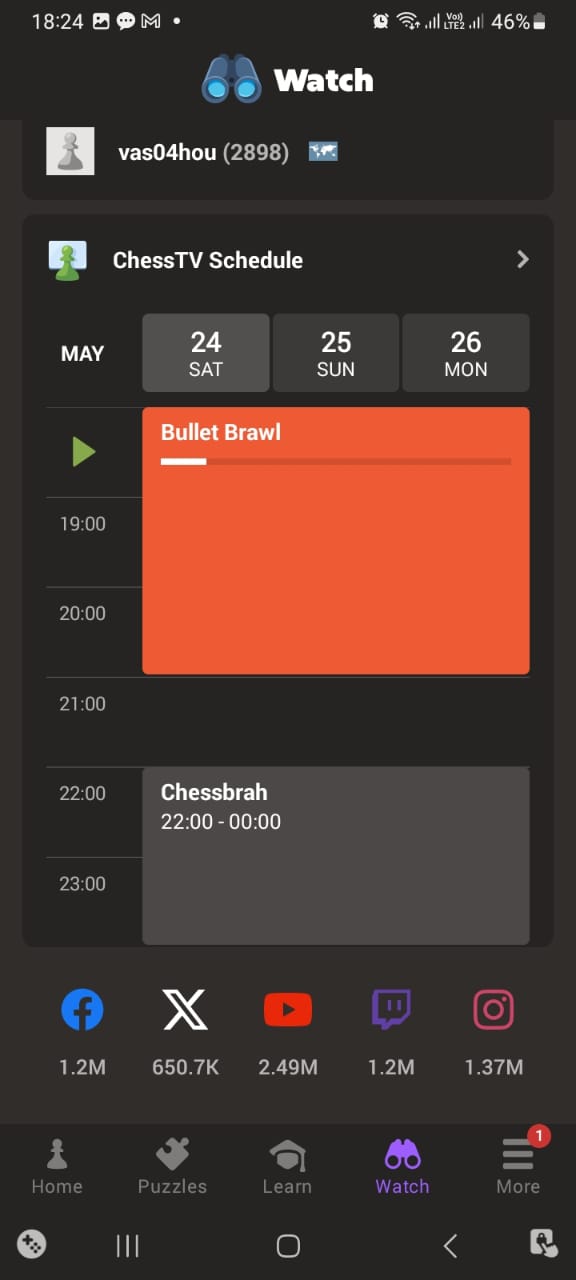 18:24
Vo)) LTE2 46%
Watch
vas04hou (2898)
ChessTV Schedule
MAY
24 SAT
25 SUN
26 MON
Bullet Brawl
19:00
20:00
21:00
22:00
Chessbrah
22:00 - 00:00
23:00
1.2M 650.7K 2.49M 1.2M 1.37M
1
Home Puzzles Learn Watch More